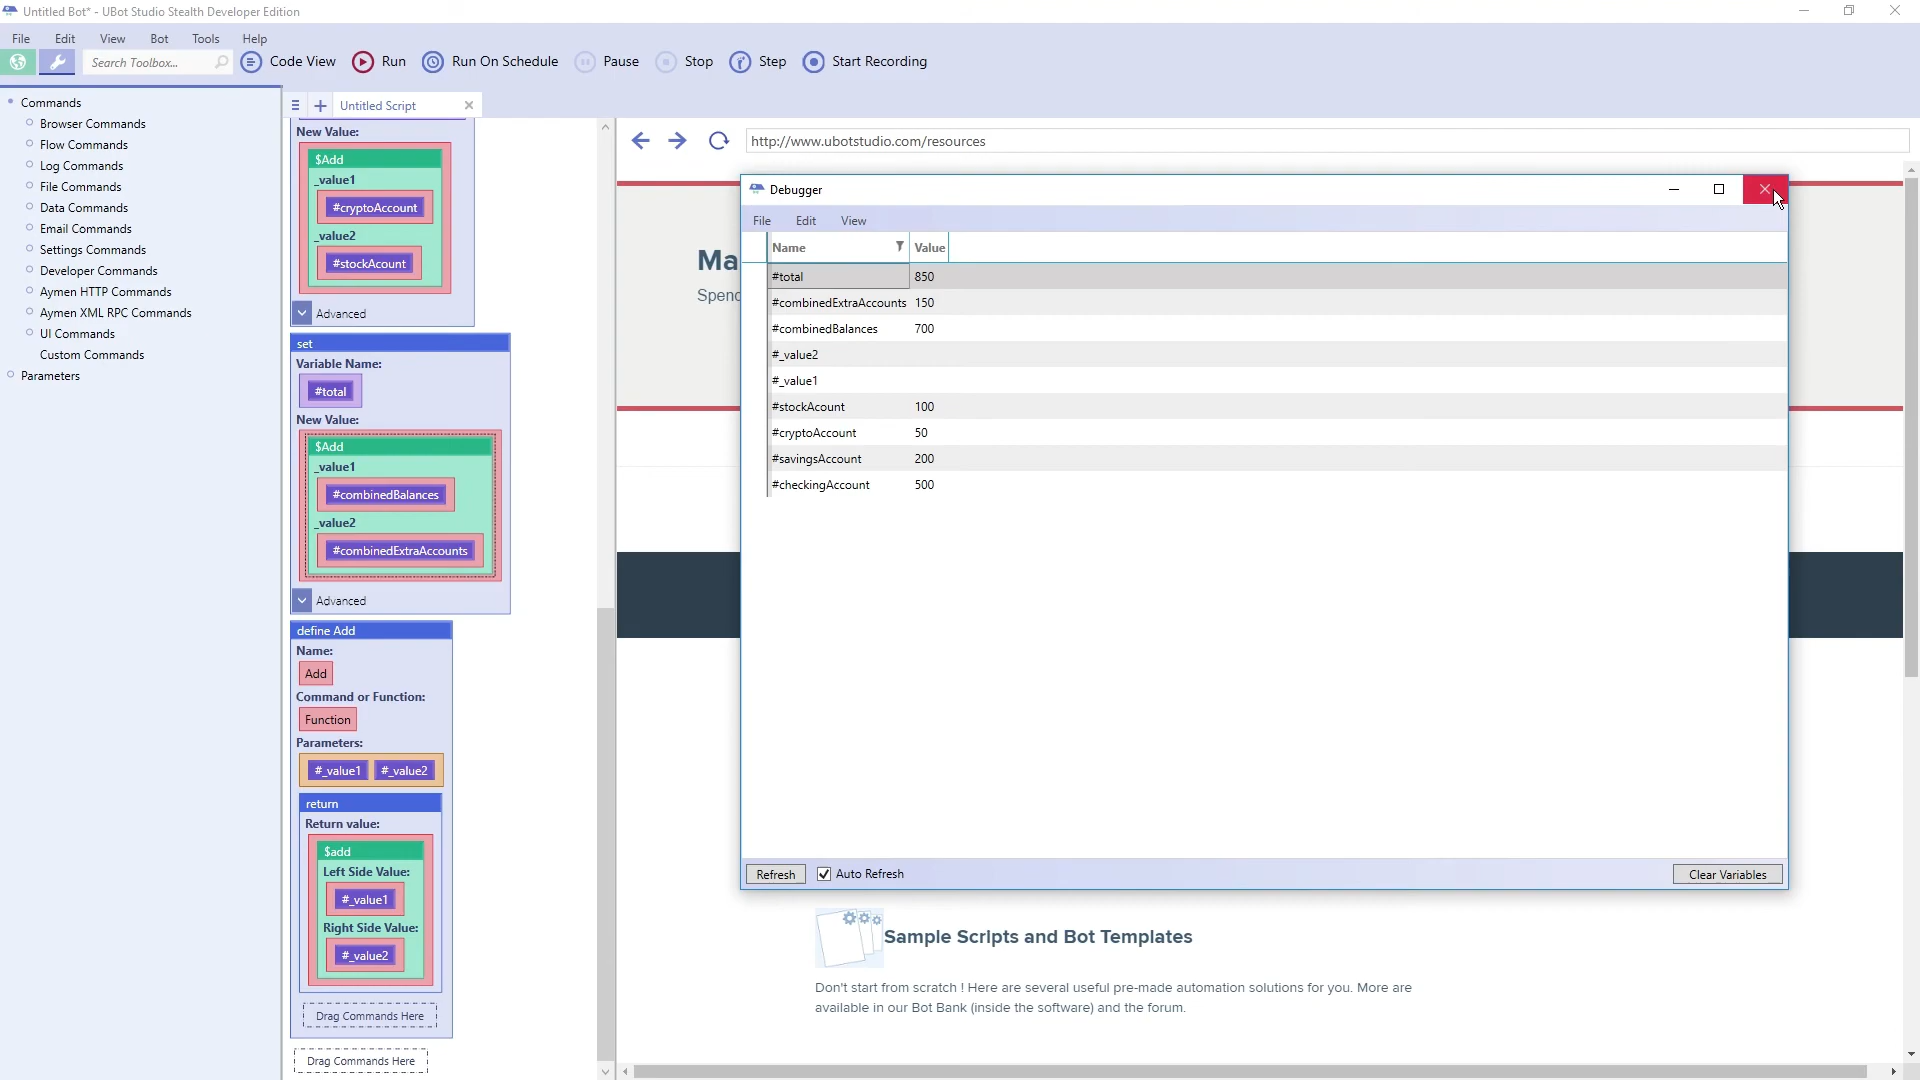 Untitled Bot* - UBot Studio Stealth Developer Edition
File Edit View Bot Tools Help
Search Toolbox... Code View Run Run On Schedule Pause Stop Step Start Recording
Commands
Browser Commands
Flow Commands
Log Commands
File Commands
Data Commands
Email Commands
Settings Commands
Developer Commands
Aymen HTTP Commands
Aymen XML RPC Commands
UI Commands
Custom Commands
Parameters
Untitled Script
New Value:
$Add
_value1
#cryptoAccount
_value2
#stockAcount
Advanced
set
Variable Name:
#total
New Value:
$Add
_value1
#combinedBalances
_value2
#combinedExtraAccounts
Advanced
define Add
Name:
Add
Command or Function:
Function
Parameters:
#_value1 #_value2
return
Return value:
$add
Left Side Value:
#_value1
Right Side Value:
#_value2
Drag Commands Here
Drag Commands Here
http://www.ubotstudio.com/resources
Ma
Spend
Debugger
File Edit View
Name Value
#total 850
#combinedExtraAccounts 150
#combinedBalances 700
#_value2
#_value1
#stockAcount 100
#cryptoAccount 50
#savingsAccount 200
#checkingAccount 500
Refresh Auto Refresh Clear Variables
Sample Scripts and Bot Templates
Don't start from scratch ! Here are several useful pre-made automation solutions for you. More are
available in our Bot Bank (inside the software) and the forum.